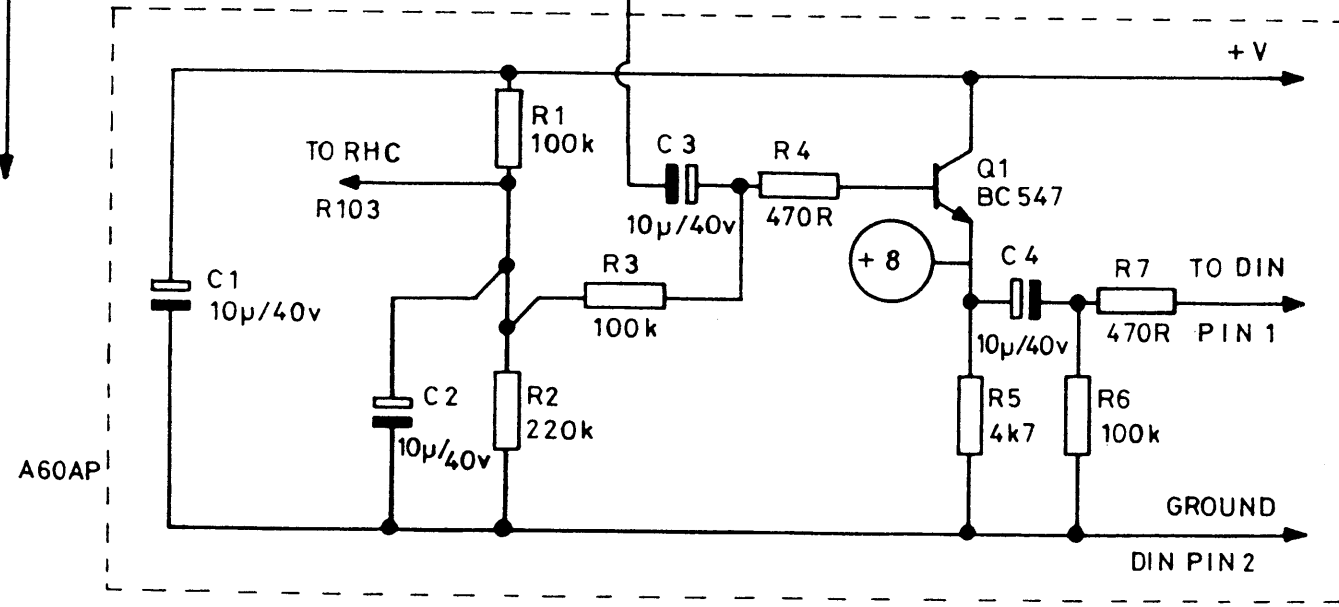 + V
R1
100k
TO RHC
R103
C3
10µ/40v
R4
470R
Q1
BC547
+ 8
C1
10µ/40v
R3
100k
C4
10µ/40v
R7
470R
TO DIN
PIN 1
C2
10µ/40v
R2
220k
R5
4k7
R6
100k
A60AP
GROUND
DIN PIN 2